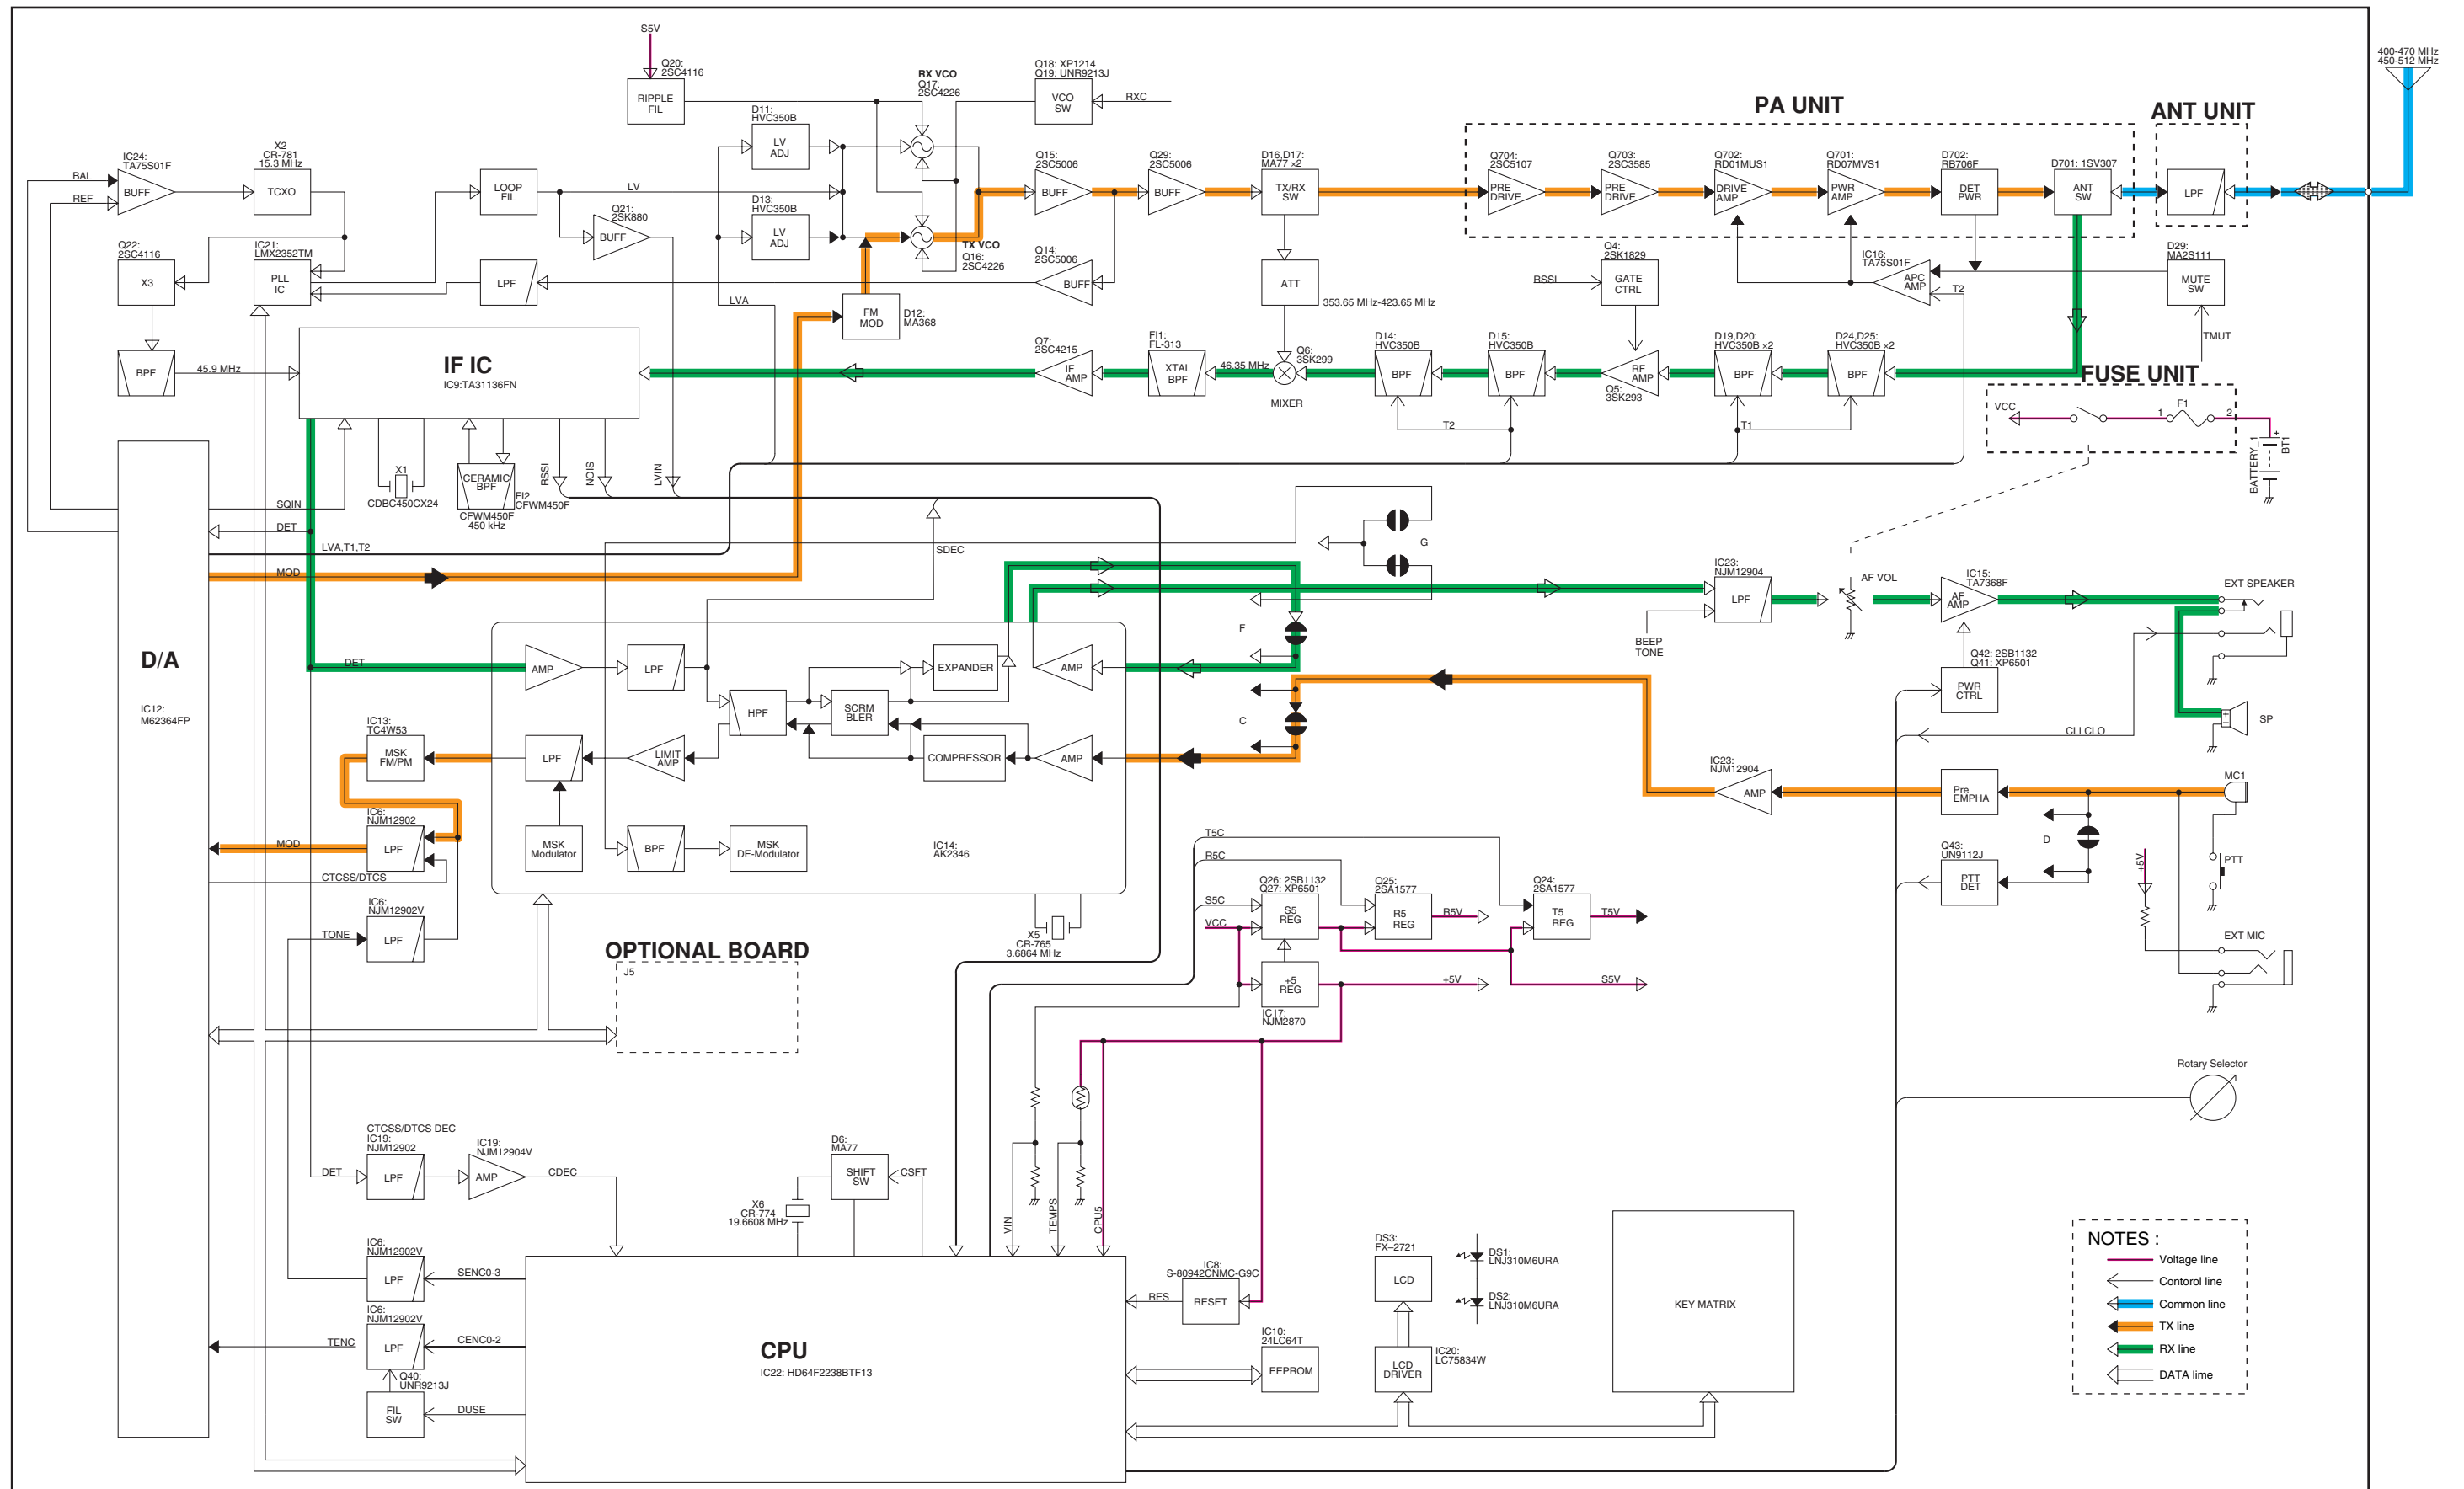 S5V
400-470 MHz
450-512 MHz
Q20:
2SC4116
RIPPLE
FIL
RX VCO
Q17:
2SC4226
Q18: XP1214
Q19: UNR9213J
VCO
SW
RXC
PA UNIT
ANT UNIT
D11:
HVC350B
LV
ADJ
IC24:
TA75S01F
BAL
REF
BUFF
X2
CR-781
15.3 MHz
TCXO
LOOP
FIL
LV
Q21:
2SK880
BUFF
D13:
HVC350B
LV
ADJ
TX VCO
Q16:
2SC4226
Q15:
2SC5006
BUFF
Q29:
2SC5006
BUFF
D16,D17:
MA77 ×2
TX/RX
SW
Q704:
2SC5107
PRE
DRIVE
Q703:
2SC3585
PRE
DRIVE
Q702:
RD01MUS1
DRIVE
AMP
Q701:
RD07MVS1
PWR
AMP
D702:
RB706F
DET
PWR
D701: 1SV307
ANT
SW
LPF
Q22:
2SC4116
X3
IC21:
LMX2352TM
PLL
IC
LPF
LVA
FM
MOD
D12:
MA368
Q14:
2SC5006
BUFF
ATT
353.65 MHz-423.65 MHz
RSSI
Q4:
2SK1829
GATE
CTRL
IC16:
TA75S01F
APC
AMP
T2
D29:
MA2S111
MUTE
SW
TMUT
BPF
45.9 MHz
IF IC
IC9:TA31136FN
Q7:
2SC4215
IF
AMP
FI1:
FL-313
XTAL
BPF
46.35 MHz
Q6:
3SK299
MIXER
D14:
HVC350B
BPF
D15:
HVC350B
BPF
RF
AMP
Q5:
3SK293
D19,D20:
HVC350B ×2
BPF
D24,D25:
HVC350B ×2
BPF
T2
T1
FUSE UNIT
VCC
1
F1
2
BATTERY_1
+
BT1
X1
CDBC450CX24
CERAMIC
BPF
FI2
CFWM450F
CFWM450F
450 kHz
RSSI
NOIS
LVIN
SQIN
DET
LVA,T1,T2
MOD
SDEC
G
D/A
IC12:
M62364FP
IC23:
NJM12904
LPF
BEEP
TONE
AF VOL
IC15:
TA7368F
AF
AMP
EXT SPEAKER
F
DET
AMP
LPF
EXPANDER
AMP
HPF
SCRM
BLER
C
Q42: 2SB1132
Q41: XP6501
PWR
CTRL
SP
CLI CLO
IC13:
TC4W53
MSK
FM/PM
LPF
LIMIT
AMP
COMPRESSOR
AMP
IC23:
NJM12904
AMP
Pre
EMPHA
MC1
IC6:
NJM12902
LPF
MOD
CTCSS/DTCS
MSK
Modulator
BPF
MSK
DE-Modulator
IC14:
AK2346
D
Q43:
UN9112J
PTT
DET
+5V
PTT
T5C
R5C
IC6:
NJM12902V
TONE
LPF
X5
CR-765
3.6864 MHz
S5C
VCC
Q26: 2SB1132
Q27: XP6501
S5
REG
Q25:
2SA1577
R5
REG
R5V
Q24:
2SA1577
T5
REG
T5V
EXT MIC
OPTIONAL BOARD
J5
+5
REG
IC17:
NJM2870
+5V
S5V
Rotary Selector
CTCSS/DTCS DEC
IC19:
NJM12902
DET
LPF
IC19:
NJM12904V
AMP
CDEC
D6:
MA77
SHIFT
SW
CSFT
X6
CR-774
19.6608 MHz
VIN
TEMPS
CPU5
IC6:
NJM12902V
LPF
SENC0-3
IC6:
NJM12902V
TENC
LPF
CENC0-2
Q40:
UNR9213J
FIL
SW
DUSE
CPU
IC22: HD64F2238BTF13
IC8:
S-80942CNMC-G9C
RES
RESET
IC10:
24LC64T
EEPROM
DS3:
FX–2721
LCD
IC20:
LC75834W
LCD
DRIVER
DS1:
LNJ310M6URA
DS2:
LNJ310M6URA
KEY MATRIX
NOTES :
Voltage line
Contorol line
Common line
TX line
RX line
DATA lime